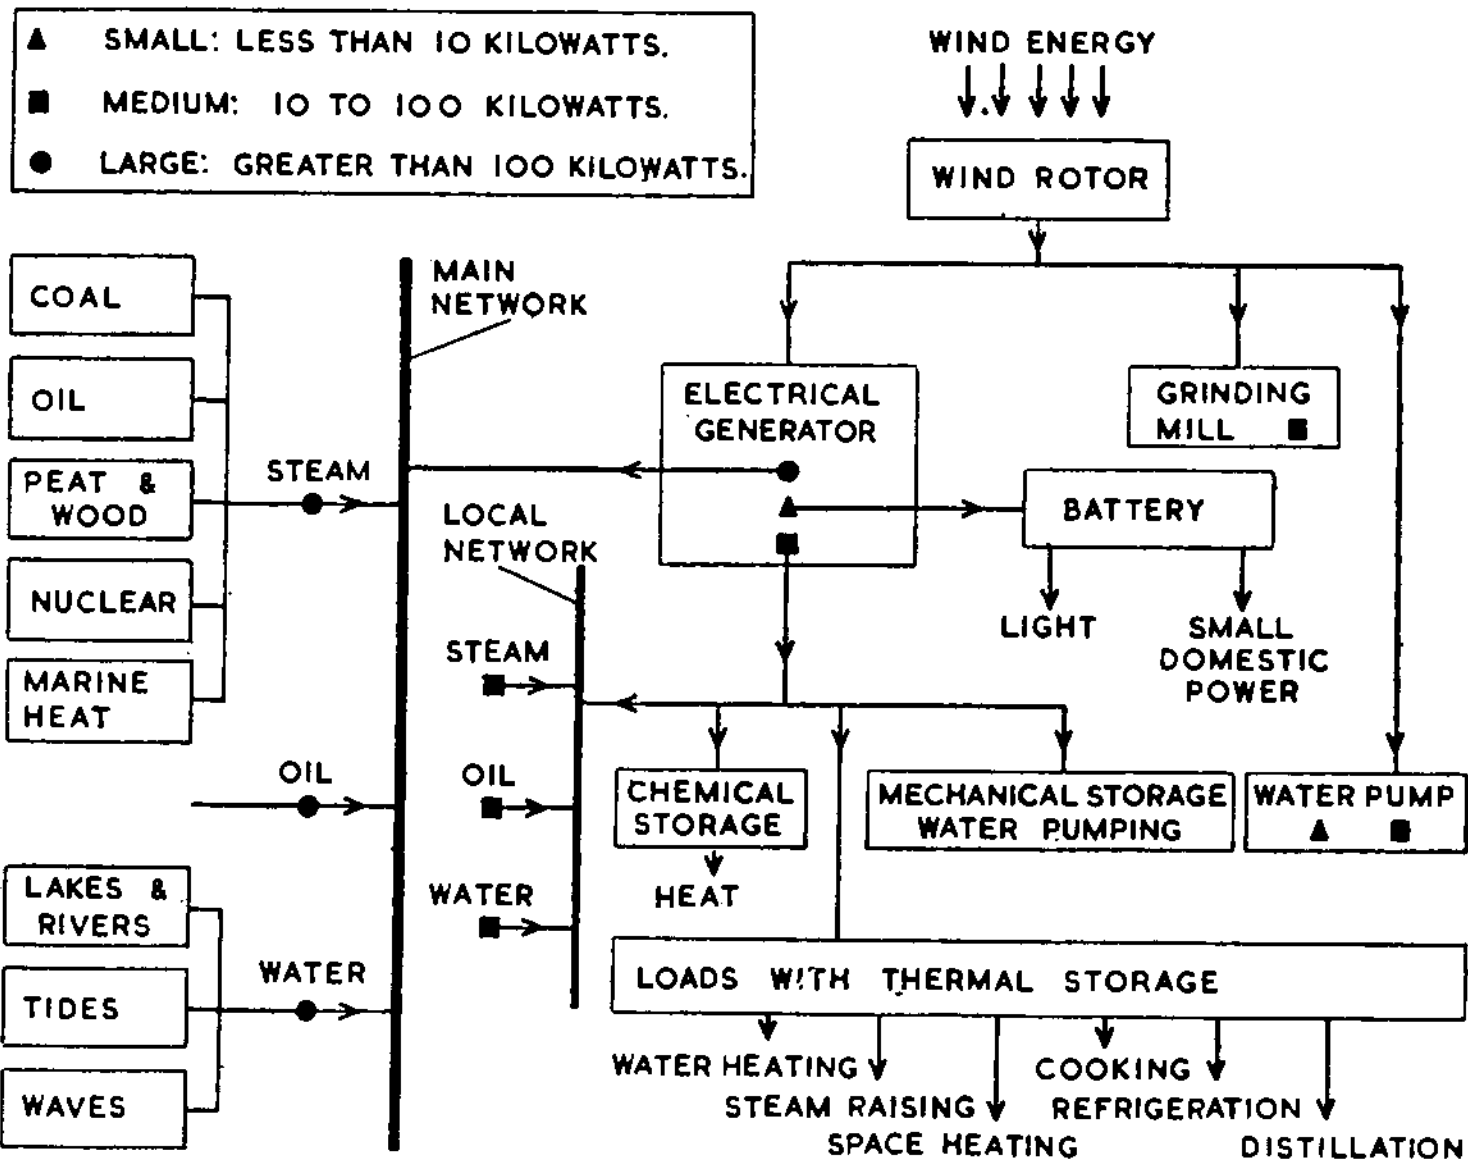 SMALL: LESS THAN 10 KILOWATTS.
MEDIUM: 10 TO 100 KILOWATTS.
LARGE: GREATER THAN 100 KILOWATTS.
WIND ENERGY
WIND ROTOR
COAL
OIL
PEAT &
WOOD
NUCLEAR
MARINE
HEAT
STEAM
OIL
LAKES &
RIVERS
TIDES
WAVES
WATER
MAIN
NETWORK
LOCAL
NETWORK
STEAM
OIL
WATER
ELECTRICAL
GENERATOR
GRINDING
MILL
BATTERY
LIGHT
SMALL
DOMESTIC
POWER
CHEMICAL
STORAGE
HEAT
MECHANICAL STORAGE
WATER PUMPING
WATER PUMP
LOADS WITH THERMAL STORAGE
WATER HEATING
STEAM RAISING
SPACE HEATING
COOKING
REFRIGERATION
DISTILLATION